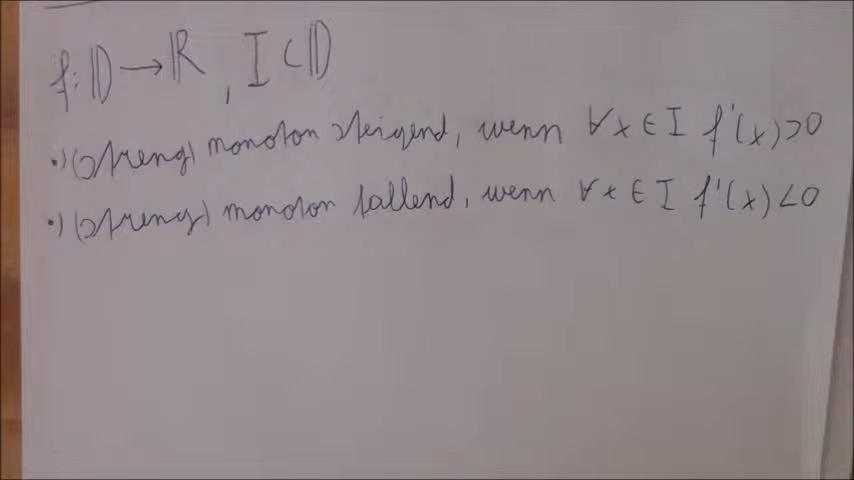 f: 𝔻 → ℝ, I ⊂ 𝔻
•) (streng) monoton steigend, wenn ∀x ∈ I f'(x) > 0
•) (streng) monoton fallend, wenn ∀x ∈ I f'(x) < 0